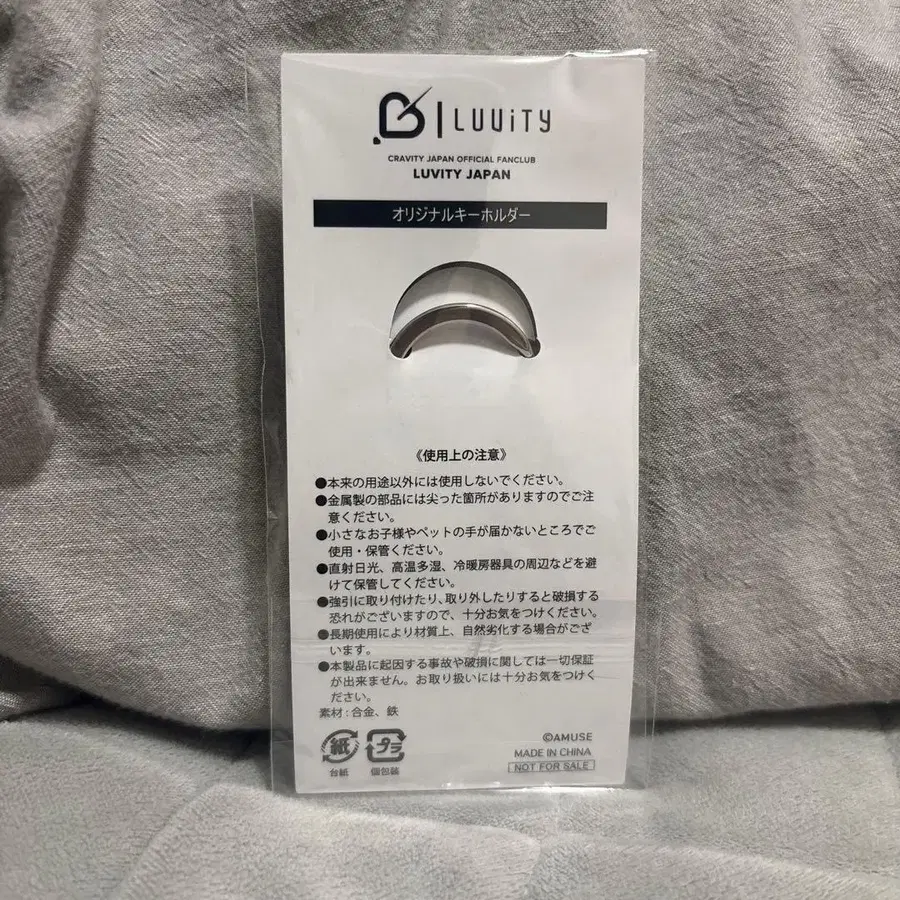 LUViTY
CRAVITY JAPAN OFFICIAL FANCLUB
LUVITY JAPAN
オリジナルキーホルダー
《使用上の注意》
●本来の用途以外には使用しないでください。
●金属製の部品には尖った箇所がありますのでご注
意ください。
●小さなお子様やペットの手が届かないところでご
使用・保管ください。
●直射日光、高温多湿、冷暖房器具の周辺などを避
けて保管してください。
●強引に取り付けたり、取り外したりすると破損する
恐れがございますので、十分お気をつけください。
●長期使用により材質上、自然劣化する場合がござ
います。
●本製品に起因する事故や破損に関しては一切保証
が出来ません。お取り扱いには十分お気をつけく
ださい。
素材:合金、鉄
紙 プラ
台紙 個包装
©AMUSE
MADE IN CHINA
NOT FOR SALE